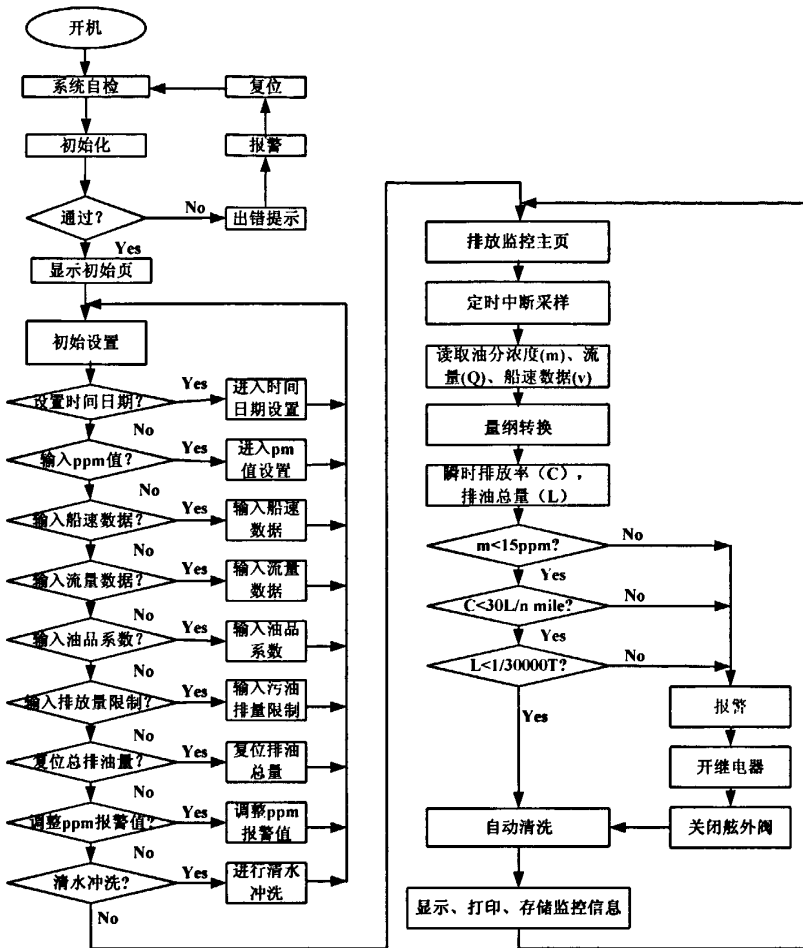 开机
系统自检
复位
初始化
报警
通过?
No
出错提示
Yes
显示初始页
初始设置
设置时间日期?
Yes
进入时间
日期设置
No
输入ppm值?
Yes
进入pm
值设置
No
输入船速数据?
Yes
输入船速
数据
No
输入流量数据?
Yes
输入流量
数据
No
输入油品系数?
Yes
输入油品
系数
No
输入排放量限制?
Yes
输入污油
排量限制
No
复位总排油量?
Yes
复位排油
总量
No
调整ppm报警值?
Yes
调整ppm
报警值
No
清水冲洗?
Yes
进行清水
冲洗
No
排放监控主页
定时中断采样
读取油分浓度(m)、流
量(Q)、船速数据(v)
量纲转换
瞬时排放率（C），
排油总量（L）
m<15ppm?
No
Yes
C<30L/n mile?
No
Yes
L<1/30000T?
No
Yes
报警
开继电器
关闭舷外阀
自动清洗
显示、打印、存储监控信息